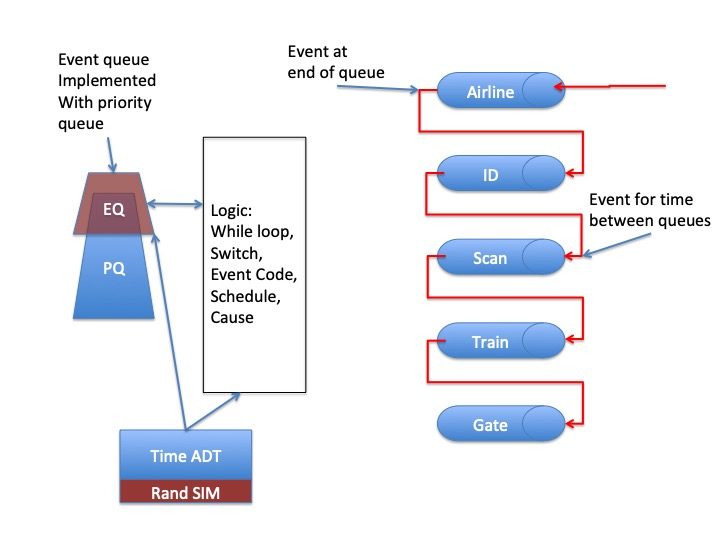 Event queue
Implemented
With priority
queue
EQ
PQ
Logic:
While loop,
Switch,
Event Code,
Schedule,
Cause
Time ADT
Rand SIM
Event at
end of queue
Airline
ID
Event for time
between queues
Scan
Train
Gate